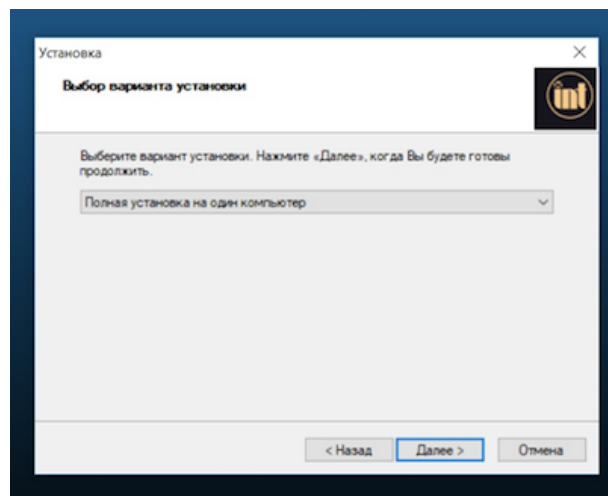 Установка
Выбор варианта установки
int
Выберите вариант установки. Нажмите «Далее», когда Вы будете готовы
продолжить.
Полная установка на один компьютер
< Назад
Далее >
Отмена